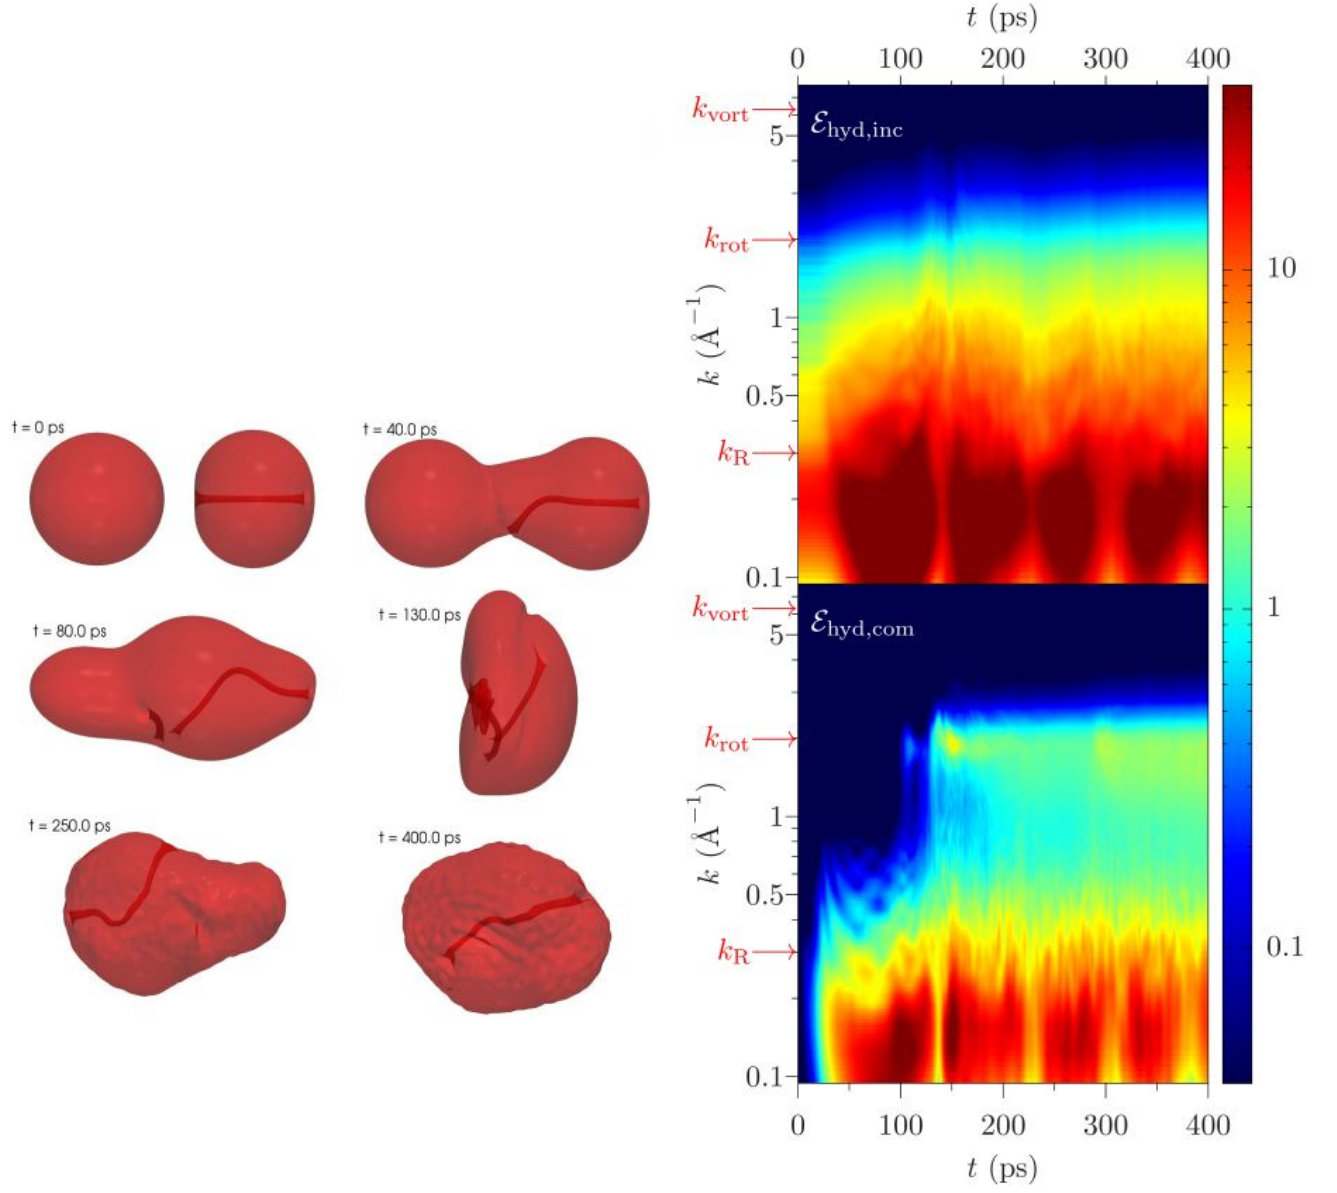 t = 0 ps
t = 40.0 ps
t = 80.0 ps
t = 130.0 ps
t = 250.0 ps
t = 400.0 ps
t (ps)
0 100 200 300 400
k_vort
5
ℰ_hyd,inc
k_rot
k (Å⁻¹)
1
0.5
k_R
0.1
k_vort
5
ℰ_hyd,com
k_rot
k (Å⁻¹)
1
0.5
k_R
0.1
0 100 200 300 400
t (ps)
10
1
0.1